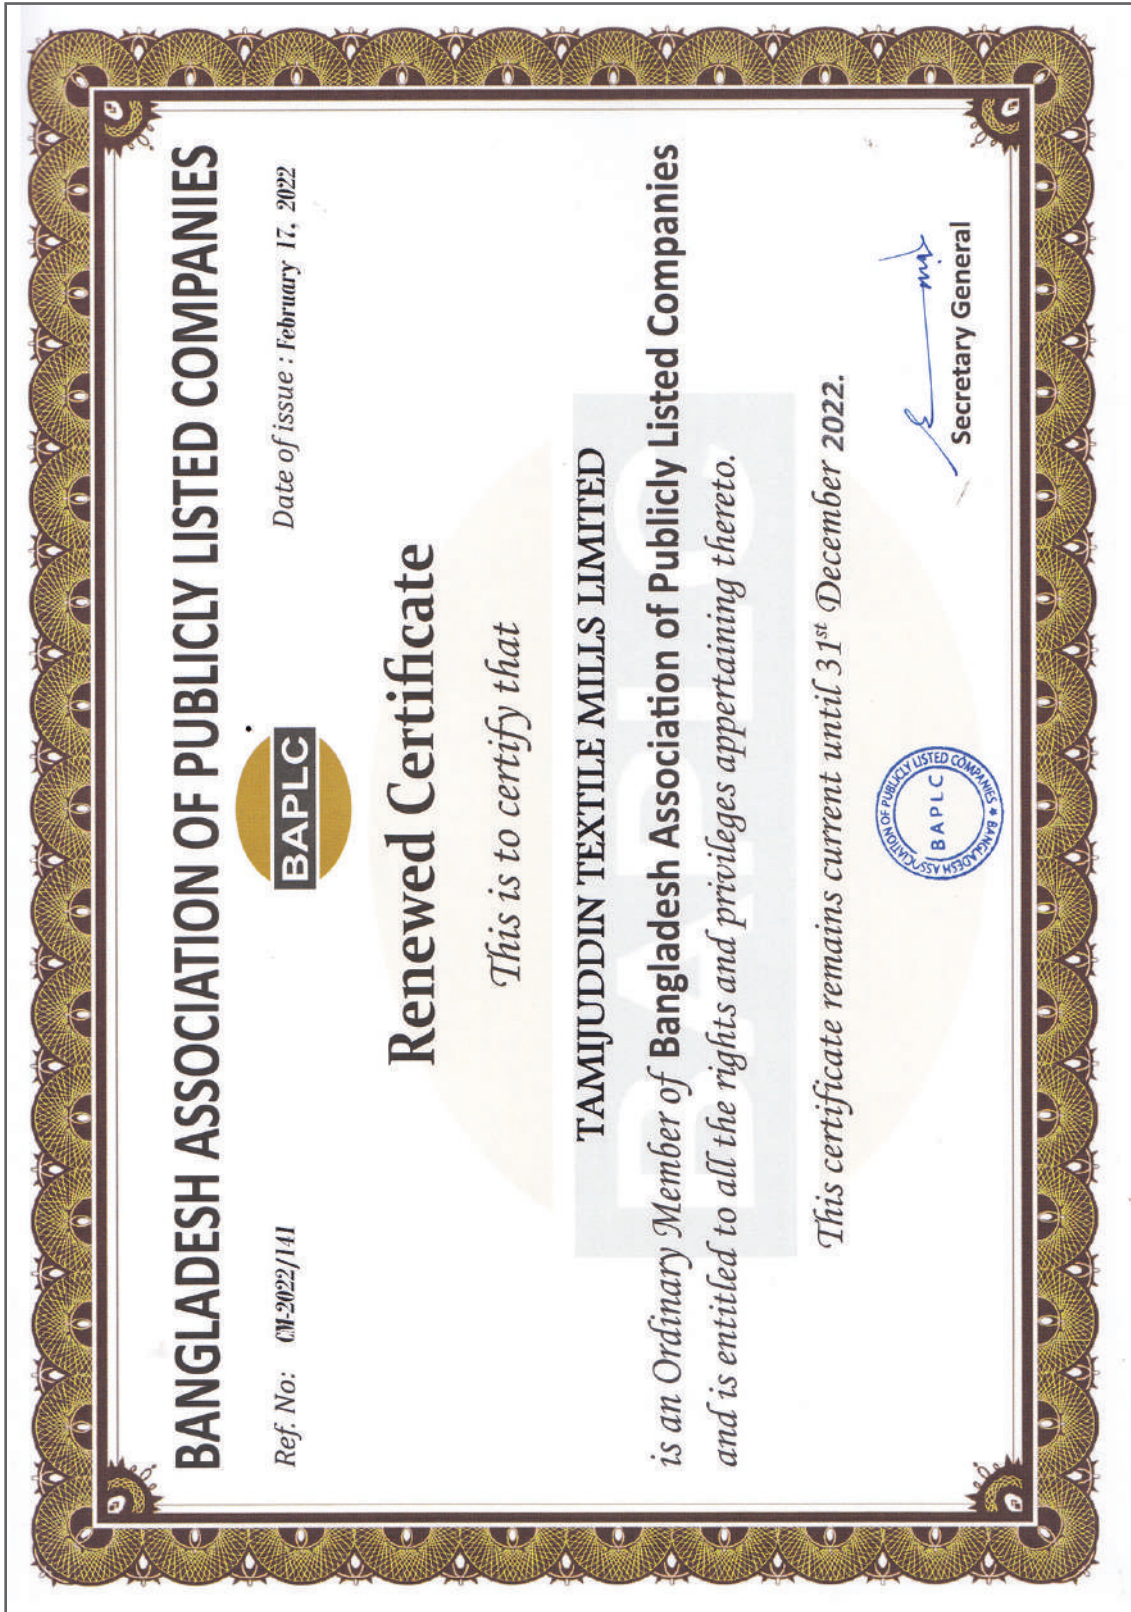 BANGLADESH ASSOCIATION OF PUBLICLY LISTED COMPANIES
Ref. No: CM-2022/141
Date of issue : February 17, 2022
BAPLC
Renewed Certificate
This is to certify that
TAMIJUDDIN TEXTILE MILLS LIMITED
is an Ordinary Member of Bangladesh Association of Publicly Listed Companies
and is entitled to all the rights and privileges appertaining thereto.
This certificate remains current until 31st December 2022.
BANGLADESH ASSOCIATION OF PUBLICLY LISTED COMPANIES ★
BAPLC
Secretary General
BAPLC